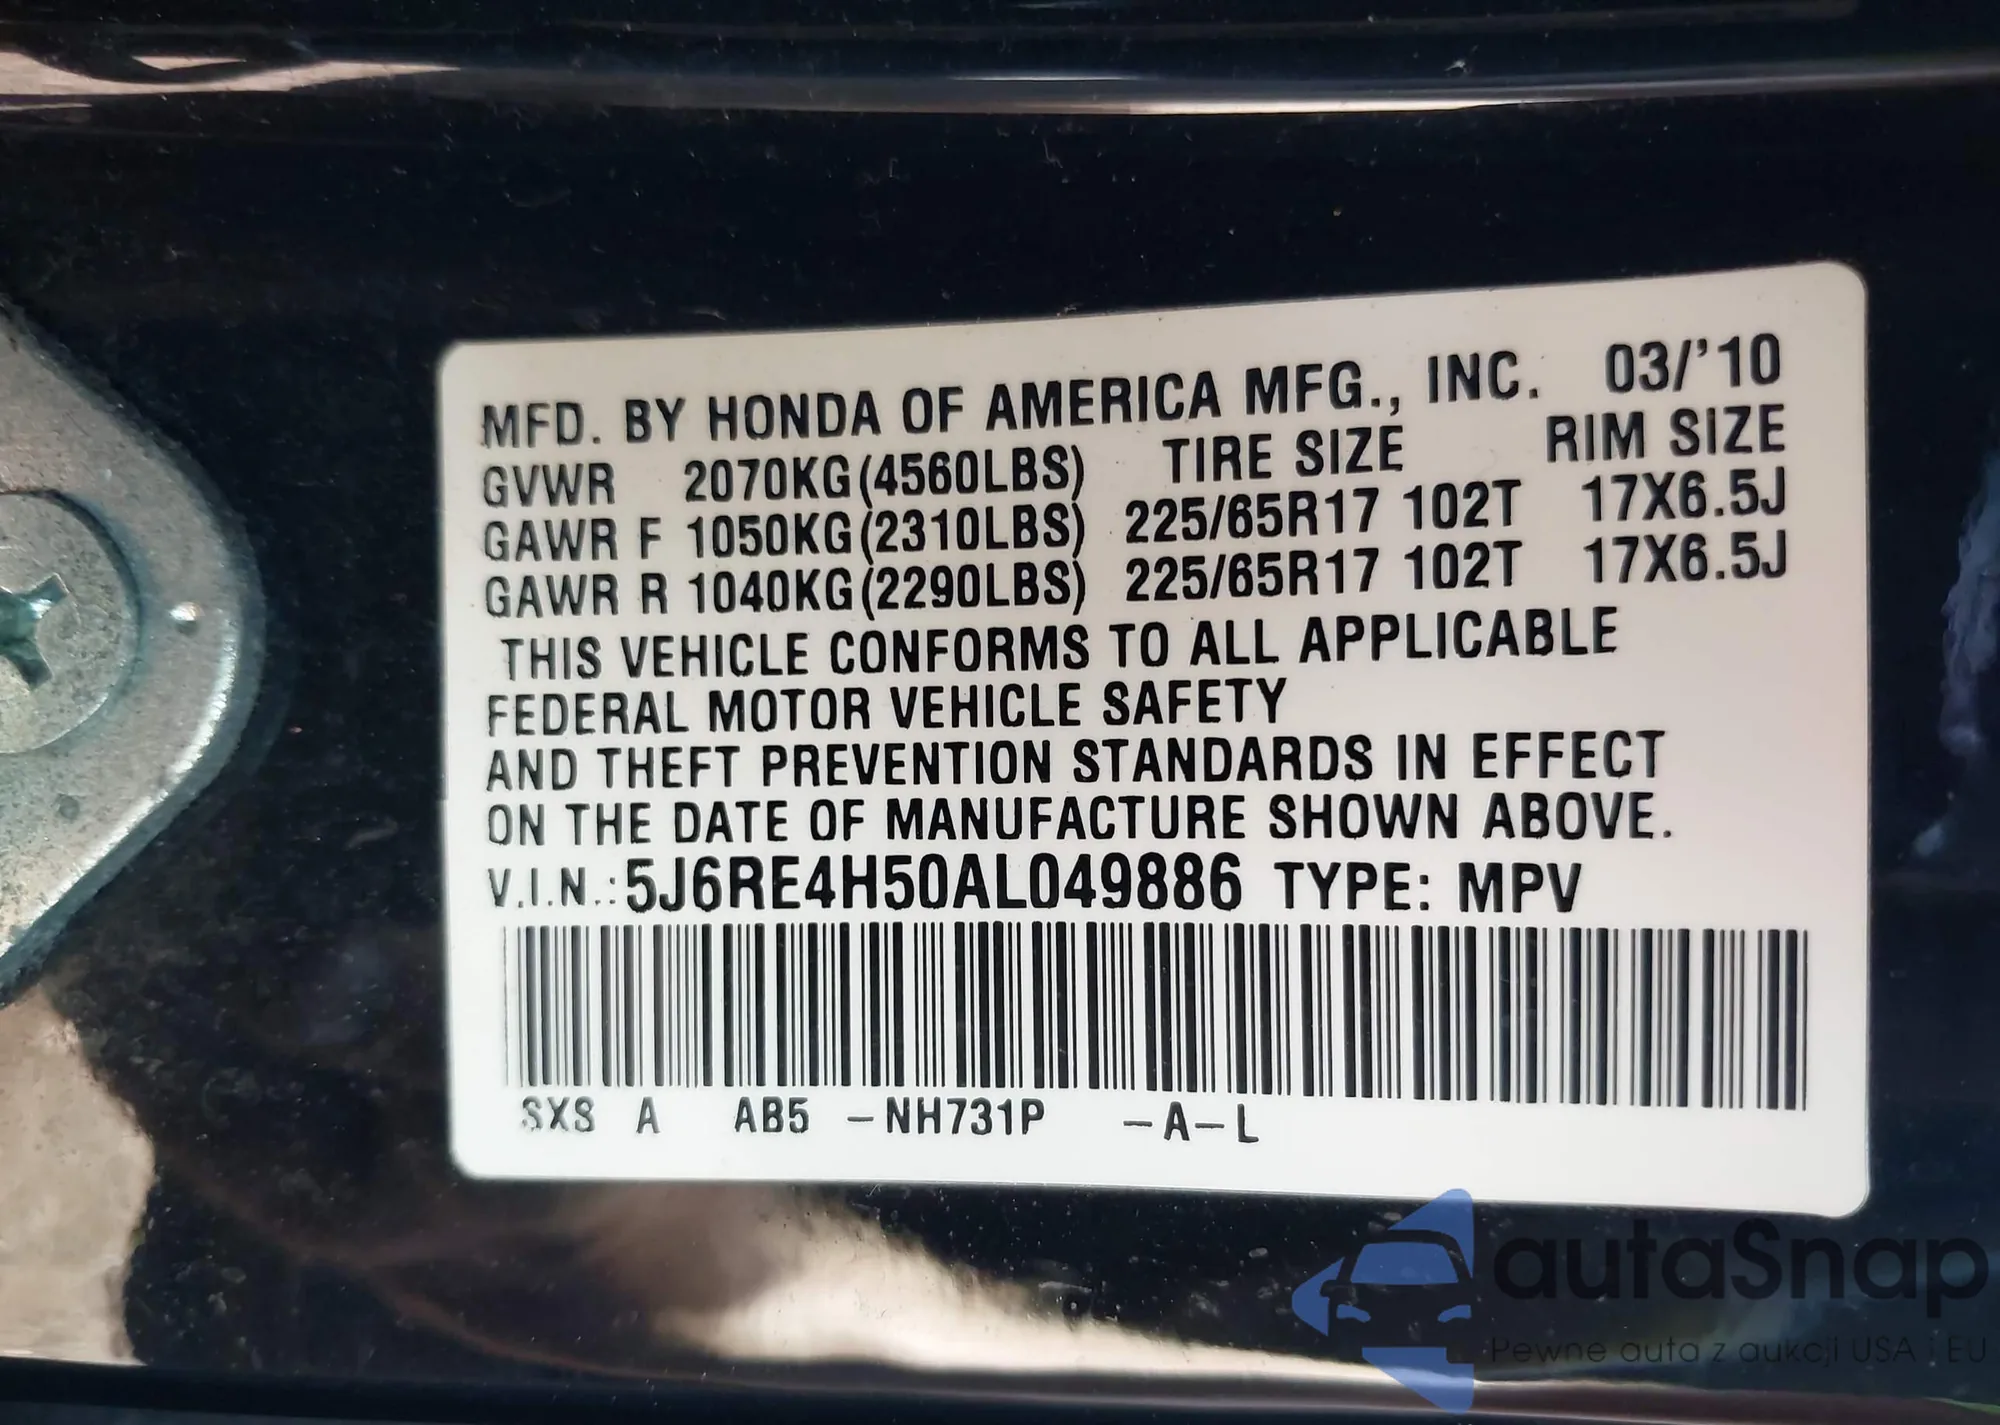 MFD. BY HONDA OF AMERICA MFG., INC. 03/'10
GVWR 2070KG(4560LBS) TIRE SIZE RIM SIZE
GAWR F 1050KG(2310LBS) 225/65R17 102T 17X6.5J
GAWR R 1040KG(2290LBS) 225/65R17 102T 17X6.5J
THIS VEHICLE CONFORMS TO ALL APPLICABLE
FEDERAL MOTOR VEHICLE SAFETY
AND THEFT PREVENTION STANDARDS IN EFFECT
ON THE DATE OF MANUFACTURE SHOWN ABOVE.
V.I.N.:5J6RE4H50AL049886 TYPE: MPV
SXS A AB5 -NH731P -A-L
autaSnap
Pewne auta z aukcji USA i EU